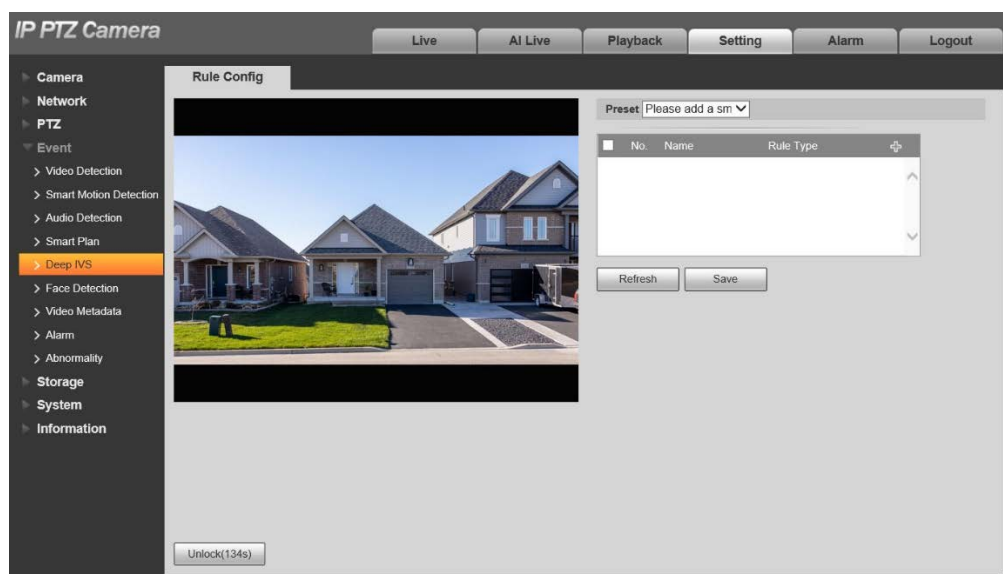 IP PTZ Camera
Live AI Live Playback Setting Alarm Logout
Camera
Network
PTZ
Event
> Video Detection
> Smart Motion Detection
> Audio Detection
> Smart Plan
> Deep IVS
> Face Detection
> Video Metadata
> Alarm
> Abnormality
Storage
System
Information
Rule Config
Preset Please add a sm
No. Name Rule Type
Refresh Save
Unlock(134s)